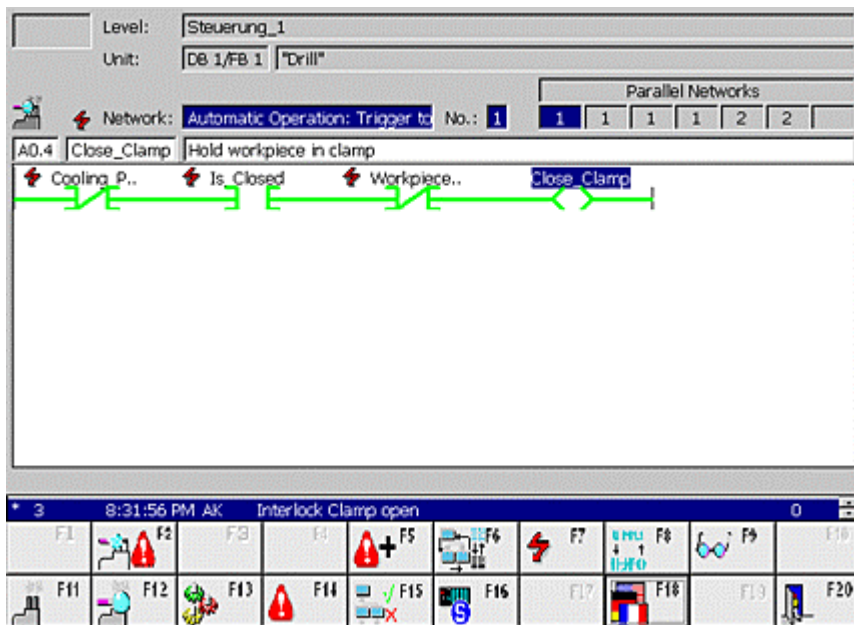 Level: Steuerung_1
Unit: DB 1/FB 1 "Drill"
Parallel Networks
Network: Automatic Operation: Trigger to No.: 1 1 1 1 1 2 2
A0.4 Close_Clamp Hold workpiece in clamp
Cooling_P.. Is_Closed Workpiece.. Close_Clamp
* 3 8:31:56 PM AK Interlock Clamp open 0
F1 F2 F3 F4 F5 F6 F7 F8 F9 F10
F11 F12 F13 F14 F15 F16 F17 F18 F19 F20